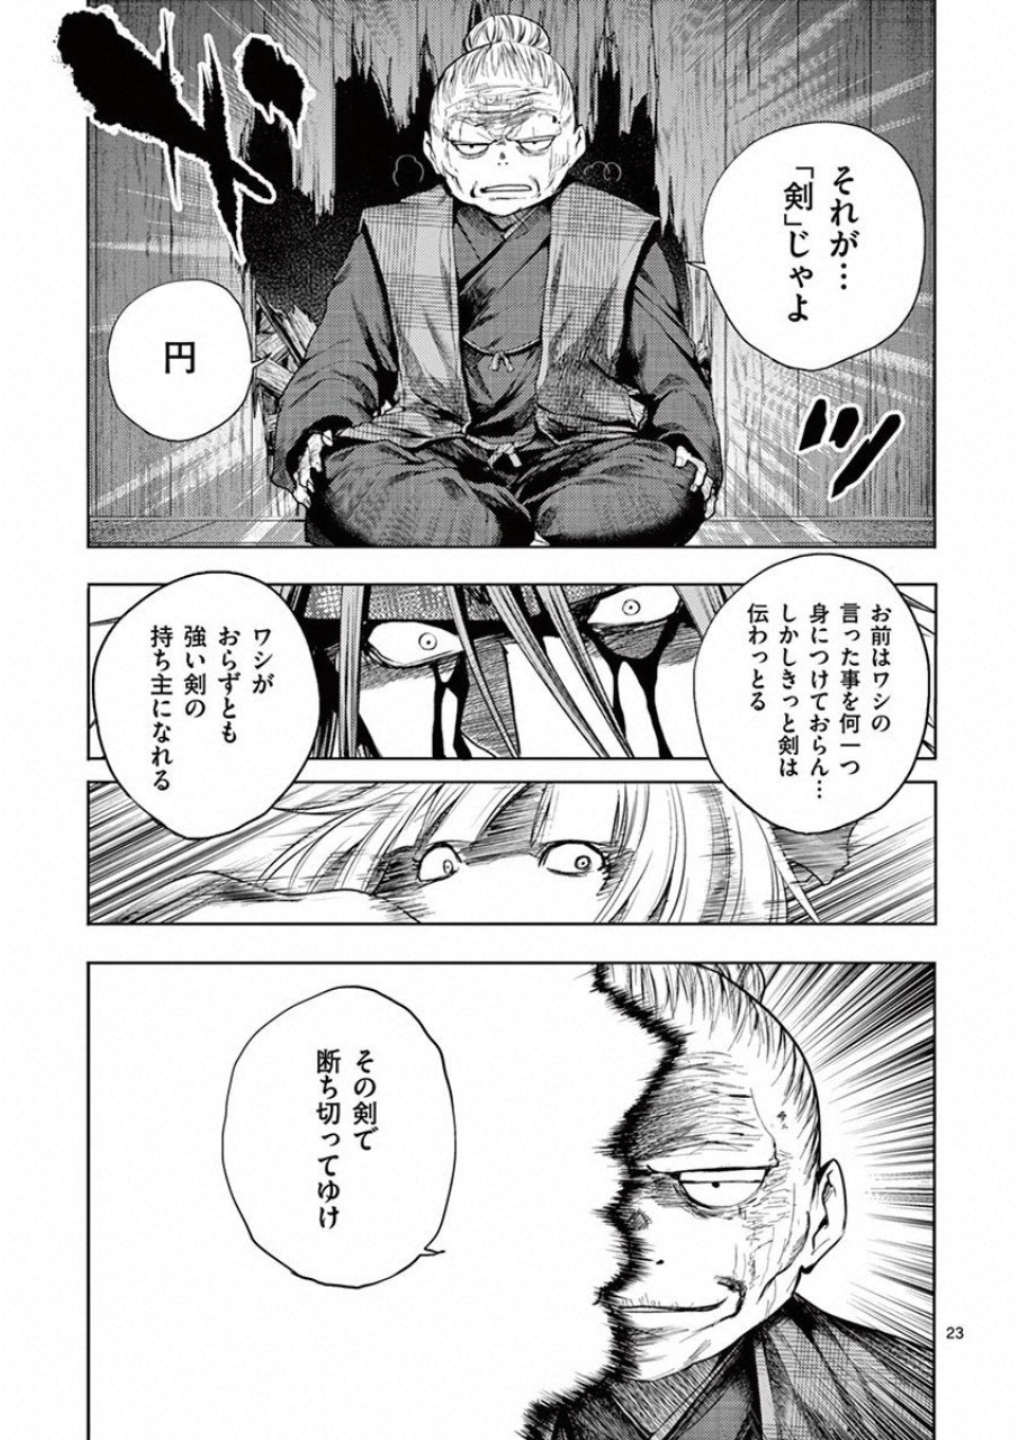 それが…
「剣」じゃよ
円
ザッ
お前はワシの
言った事を何一つ
身につけておらん…
しかしきっと剣は
伝わっとる
ワシが
おらずとも
強い剣の
持ち主になれる
その剣で
断ち切ってゆけ
23